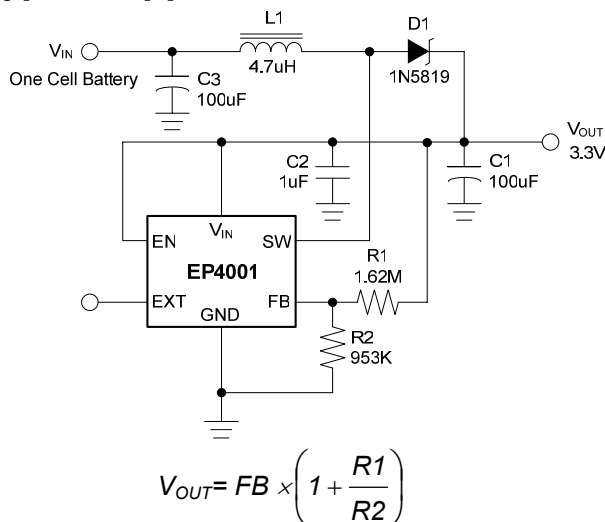 L1
D1
V_IN
4.7uH
1N5819
One Cell Battery
C3
100uF
V_OUT
3.3V
C2
1uF
C1
100uF
EN
V_IN
SW
EP4001
R1
1.62M
EXT
FB
GND
R2
953K
V_OUT= FB × (1 + R1/R2)